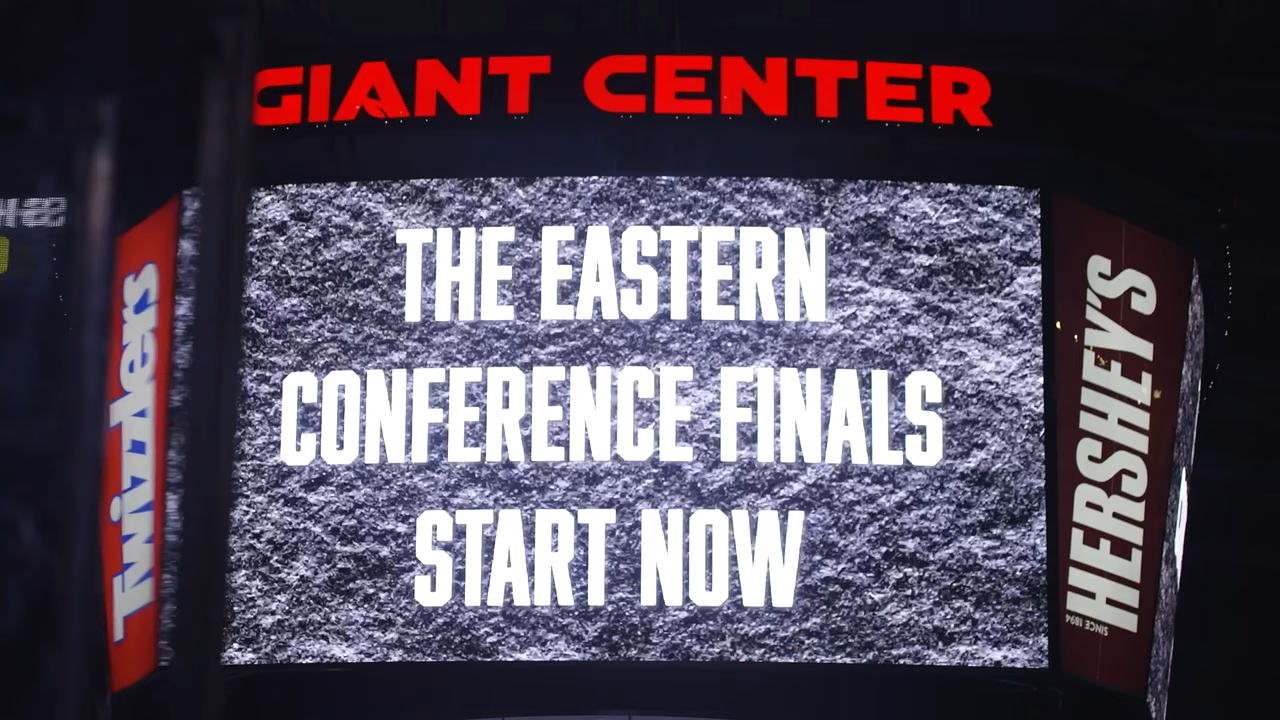 GIANT CENTER
THE EASTERN
CONFERENCE FINALS
START NOW
Twizzlers
HERSHEY'S
SINCE 1894